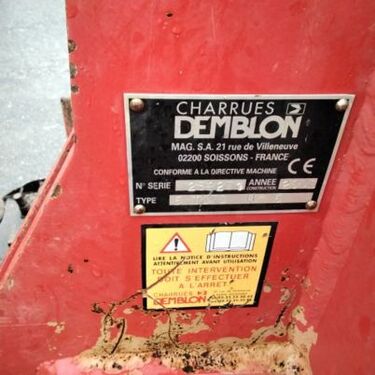 CHARRUES
DEMBLON
MAG. S.A. 21 rue de Villeneuve
02200 SOISSONS - FRANCE
CONFORME A LA DIRECTIVE MACHINE CE
N° SERIE ANNEE
CONSTRUCTION
TYPE
LIRE LA NOTICE D'INSTRUCTIONS
ATTENTIVEMENT AVANT UTILISATION
TOUTE INTERVENTION
DOIT S'EFFECTUER
A L'ARRET
CHARRUES
DEMBLON